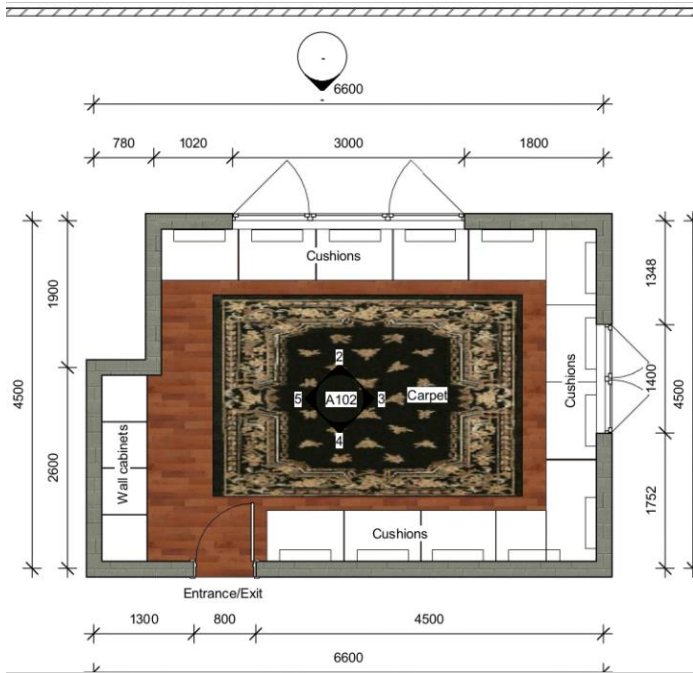 6600
780
1020
3000
1800
Cushions
1348
1900
4500
2
5
A102
3
Carpet
4
Cushions
1400
4500
Wall cabinets
2600
1752
Cushions
Entrance/Exit
1300
800
4500
6600